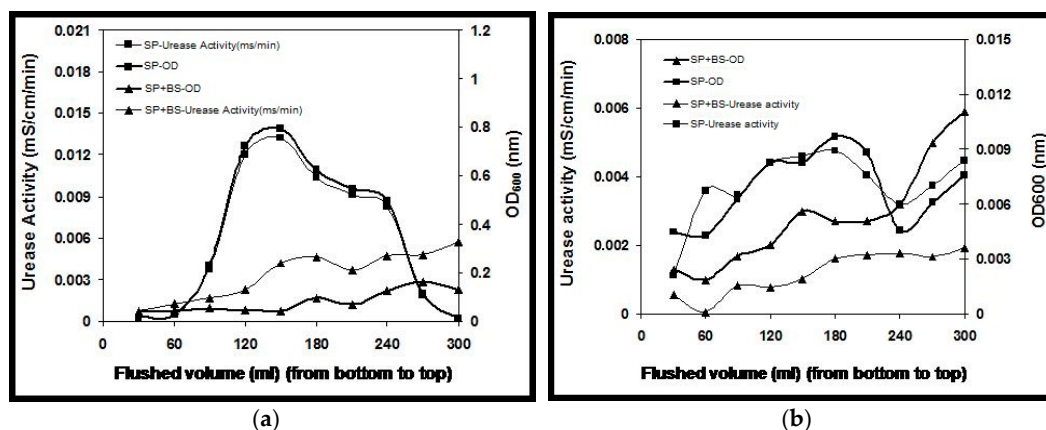 0.021
0.018
0.015
0.012
0.009
0.006
0.003
0
Urease Activity (mS/cm/min)
SP-Urease Activity(ms/min)
SP-OD
SP+BS-OD
SP+BS-Urease Activity(ms/min)
1.2
1
0.8
0.6
0.4
0.2
0
OD600 (nm)
0 60 120 180 240 300
Flushed volume (ml) (from bottom to top)
(a)
0.008
0.006
0.004
0.002
0
Urease activity (mS/cm/min)
SP+BS-OD
SP-OD
SP+BS-Urease activity
SP-Urease activity
0.015
0.012
0.009
0.006
0.003
0
OD600 (nm)
0 60 120 180 240 300
Flushed volume (ml) (from bottom to top)
(b)